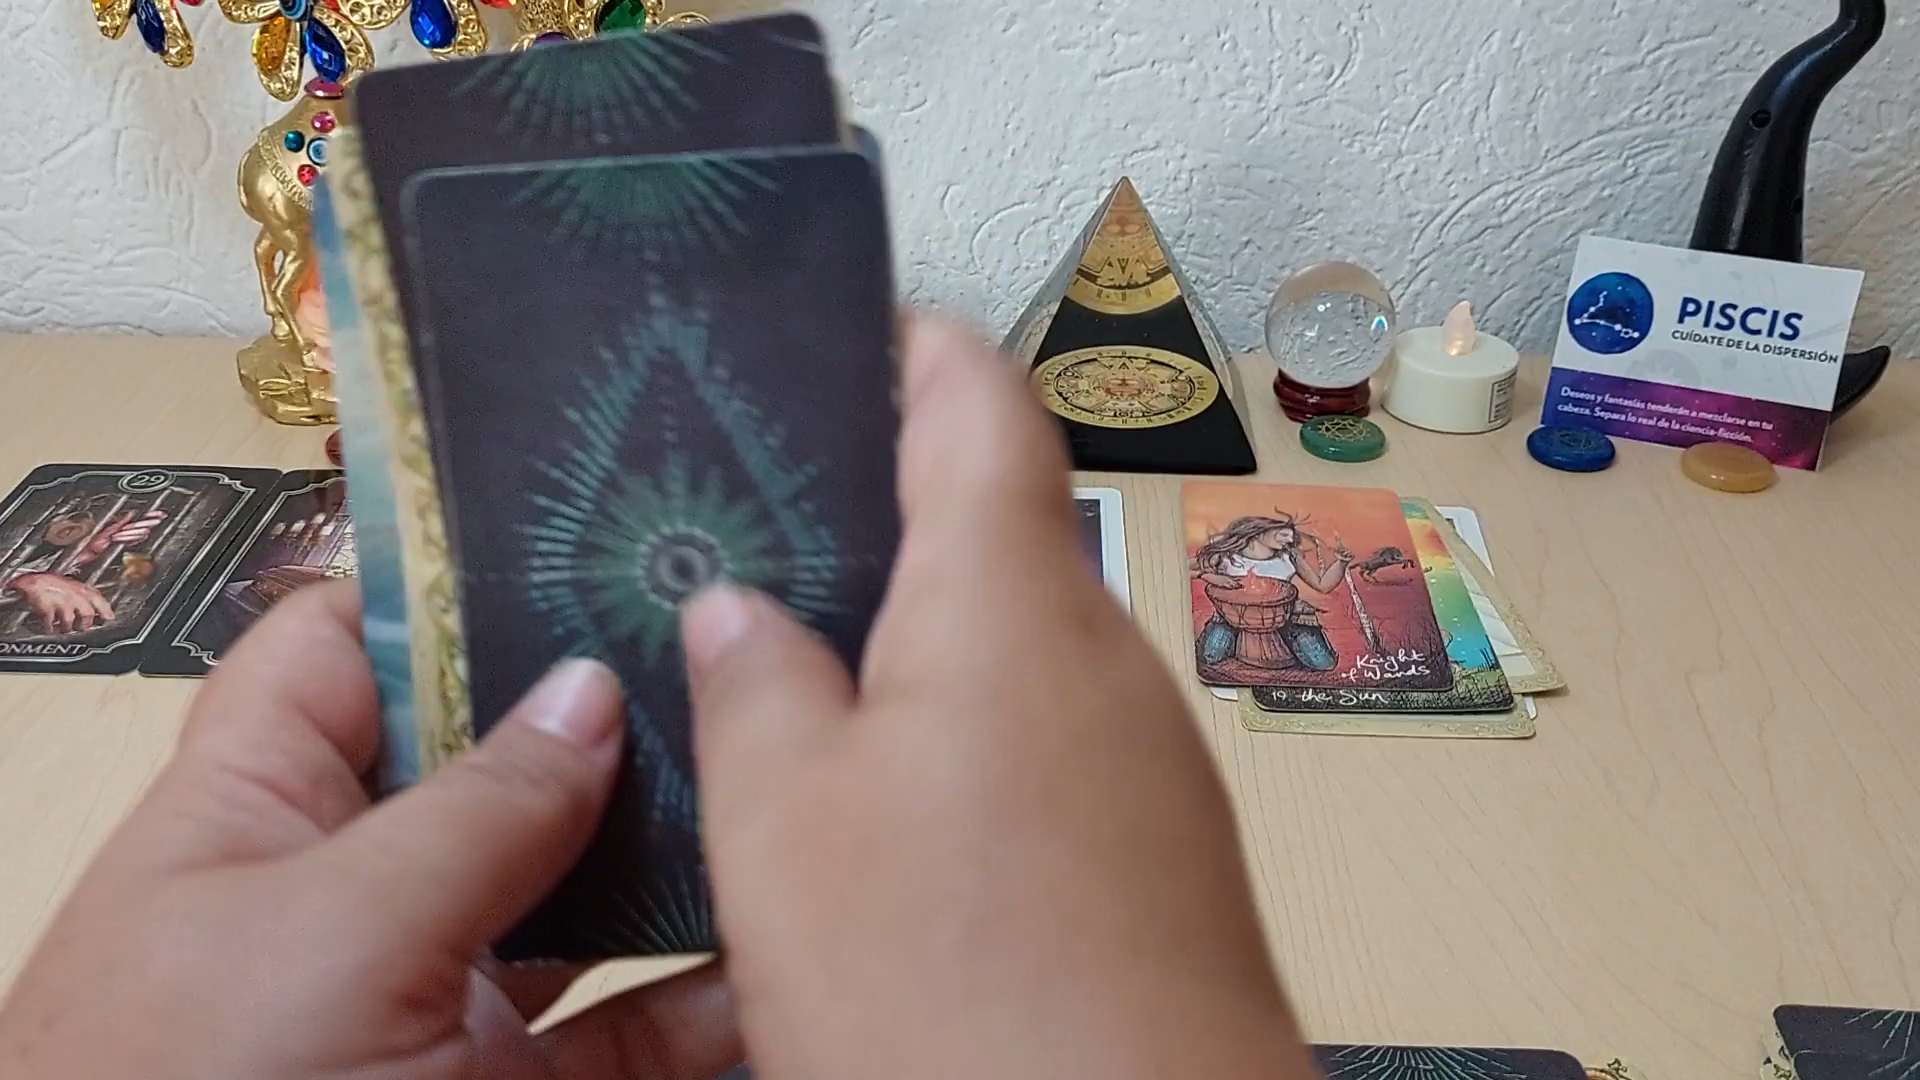 PISCIS
CUÍDATE DE LA DISPERSIÓN
Deseos y fantasías tenderán a mezclarse en tu
cabeza. Separa lo real de la ciencia-ficción.
29
ONMENT
Knight
of Wands
19 the Sun